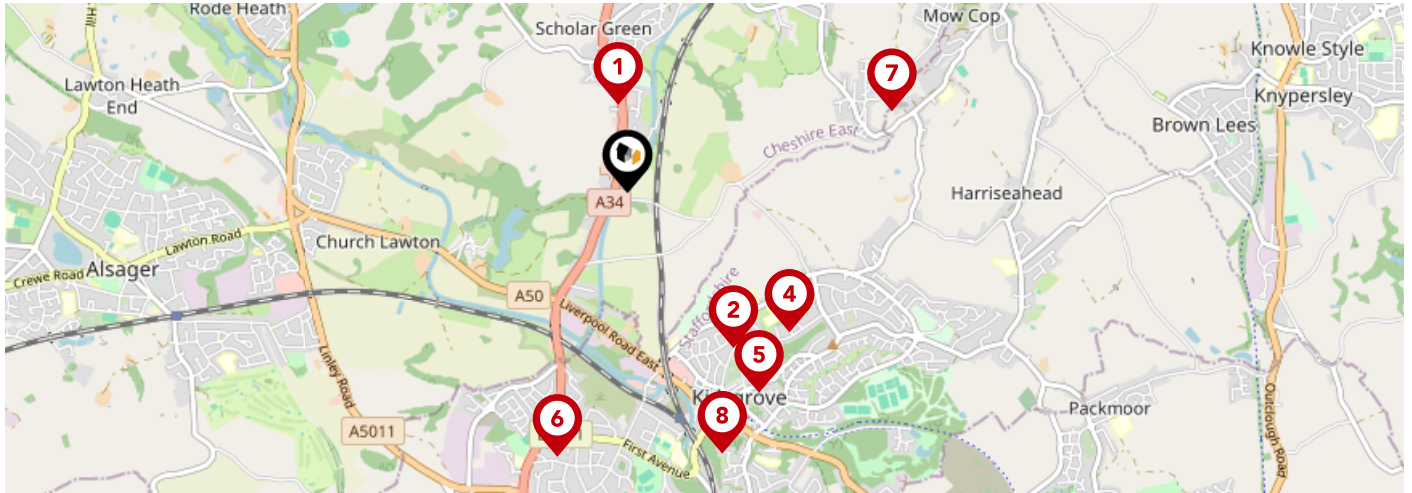 Rode Heath
Scholar Green
Mow Cop
Knowle Style
1
7
Lawton Heath
End
Knypersley
Brown Lees
Cheshire East
A34
Harriseahead
Church Lawton
Lawton Road
Alsager
Crewe Road
A50
Staffordshire
2
4
Liverpool Road East
5
Linley Road
Outclough Road
Packmoor
6
8
A5011
First Avenue